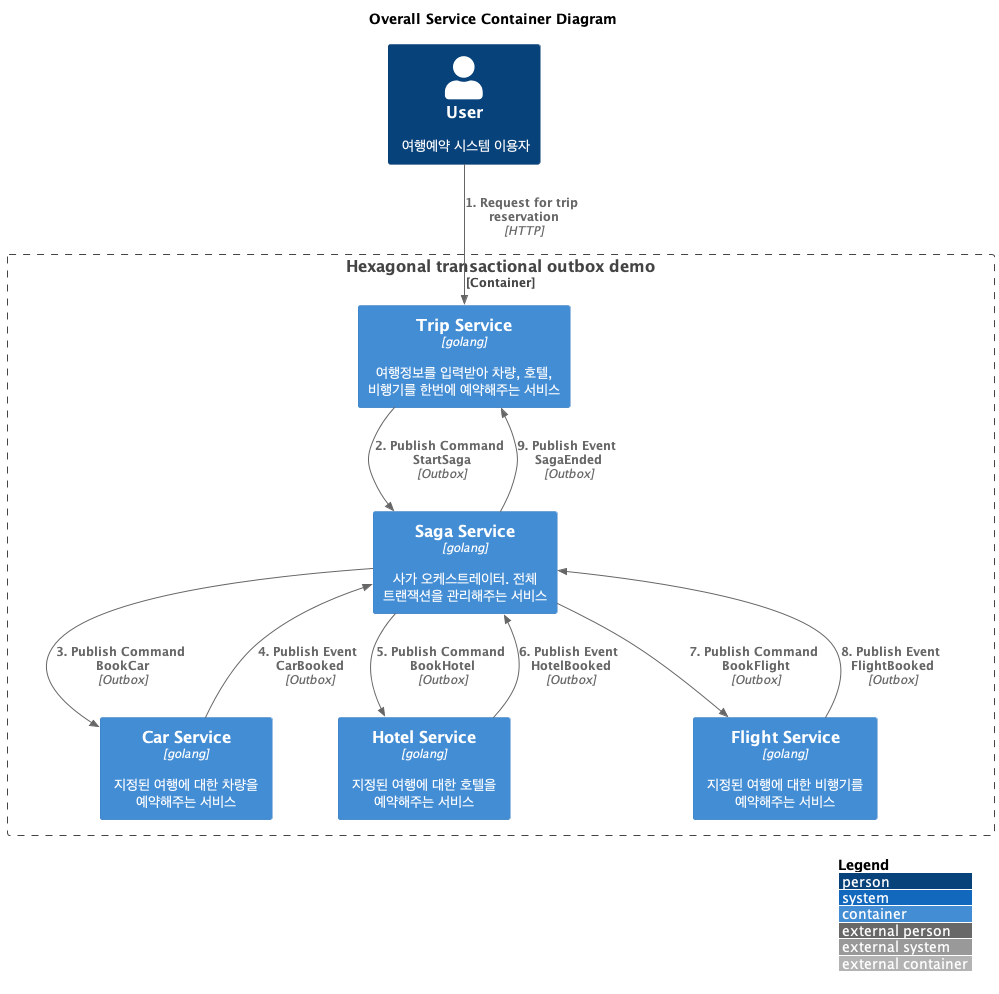 Overall Service Container Diagram
User
여행예약 시스템 이용자
1. Request for trip
reservation
[HTTP]
Hexagonal transactional outbox demo
[Container]
Trip Service
[golang]
여행정보를 입력받아 차량, 호텔,
비행기를 한번에 예약해주는 서비스
2. Publish Command
StartSaga
[Outbox]
9. Publish Event
SagaEnded
[Outbox]
Saga Service
[golang]
사가 오케스트레이터. 전체
트랜잭션을 관리해주는 서비스
3. Publish Command
BookCar
[Outbox]
4. Publish Event
CarBooked
[Outbox]
5. Publish Command
BookHotel
[Outbox]
6. Publish Event
HotelBooked
[Outbox]
7. Publish Command
BookFlight
[Outbox]
8. Publish Event
FlightBooked
[Outbox]
Car Service
[golang]
지정된 여행에 대한 차량을
예약해주는 서비스
Hotel Service
[golang]
지정된 여행에 대한 호텔을
예약해주는 서비스
Flight Service
[golang]
지정된 여행에 대한 비행기를
예약해주는 서비스
Legend
person
system
container
external person
external system
external container